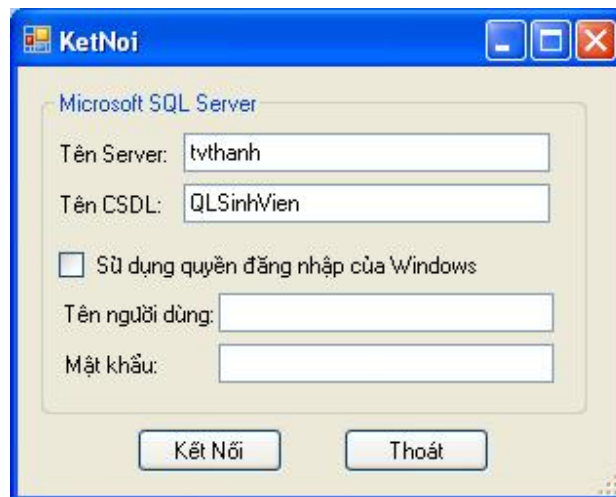 KetNoi
Microsoft SQL Server
Tên Server: tvthanh
Tên CSDL: QLSinhVien
Sử dụng quyền đăng nhập của Windows
Tên người dùng:
Mật khẩu:
Kết Nối Thoát